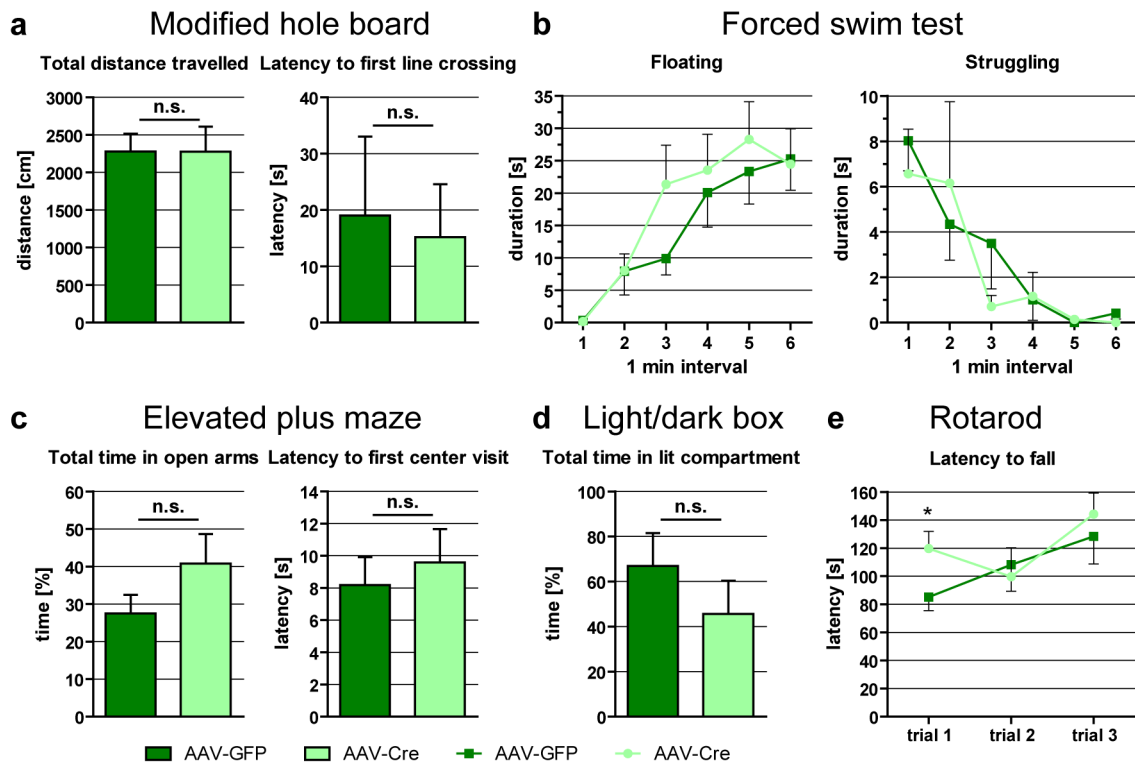 a Modified hole board
Total distance travelled
distance [cm]
3000
2500
2000
1500
1000
500
0
n.s.
Latency to first line crossing
latency [s]
40
30
20
10
0
n.s.
b Forced swim test
Floating
duration [s]
35
30
25
20
15
10
5
0
1 2 3 4 5 6
1 min interval
Struggling
duration [s]
10
8
6
4
2
0
1 2 3 4 5 6
1 min interval
c Elevated plus maze
Total time in open arms
time [%]
60
50
40
30
20
10
0
n.s.
Latency to first center visit
latency [s]
14
12
10
8
6
4
2
0
n.s.
d Light/dark box
Total time in lit compartment
time [%]
100
80
60
40
20
0
n.s.
e Rotarod
Latency to fall
latency [s]
160
140
120
100
80
60
40
20
0
*
trial 1 trial 2 trial 3
AAV-GFP AAV-Cre AAV-GFP AAV-Cre